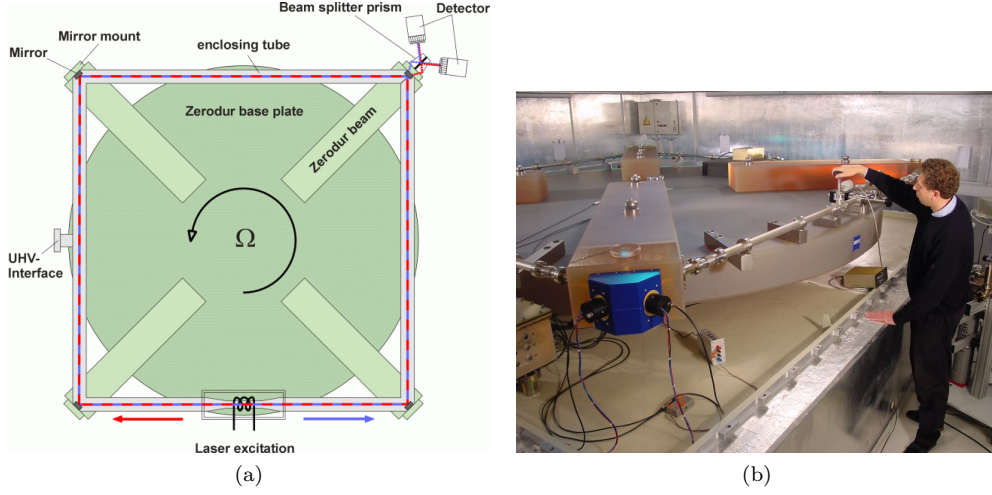 Beam splitter prism
Detector
Mirror mount
Mirror
enclosing tube
Zerodur base plate
Zerodur beam
Ω
UHV-
Interface
Laser excitation
(a)
(b)